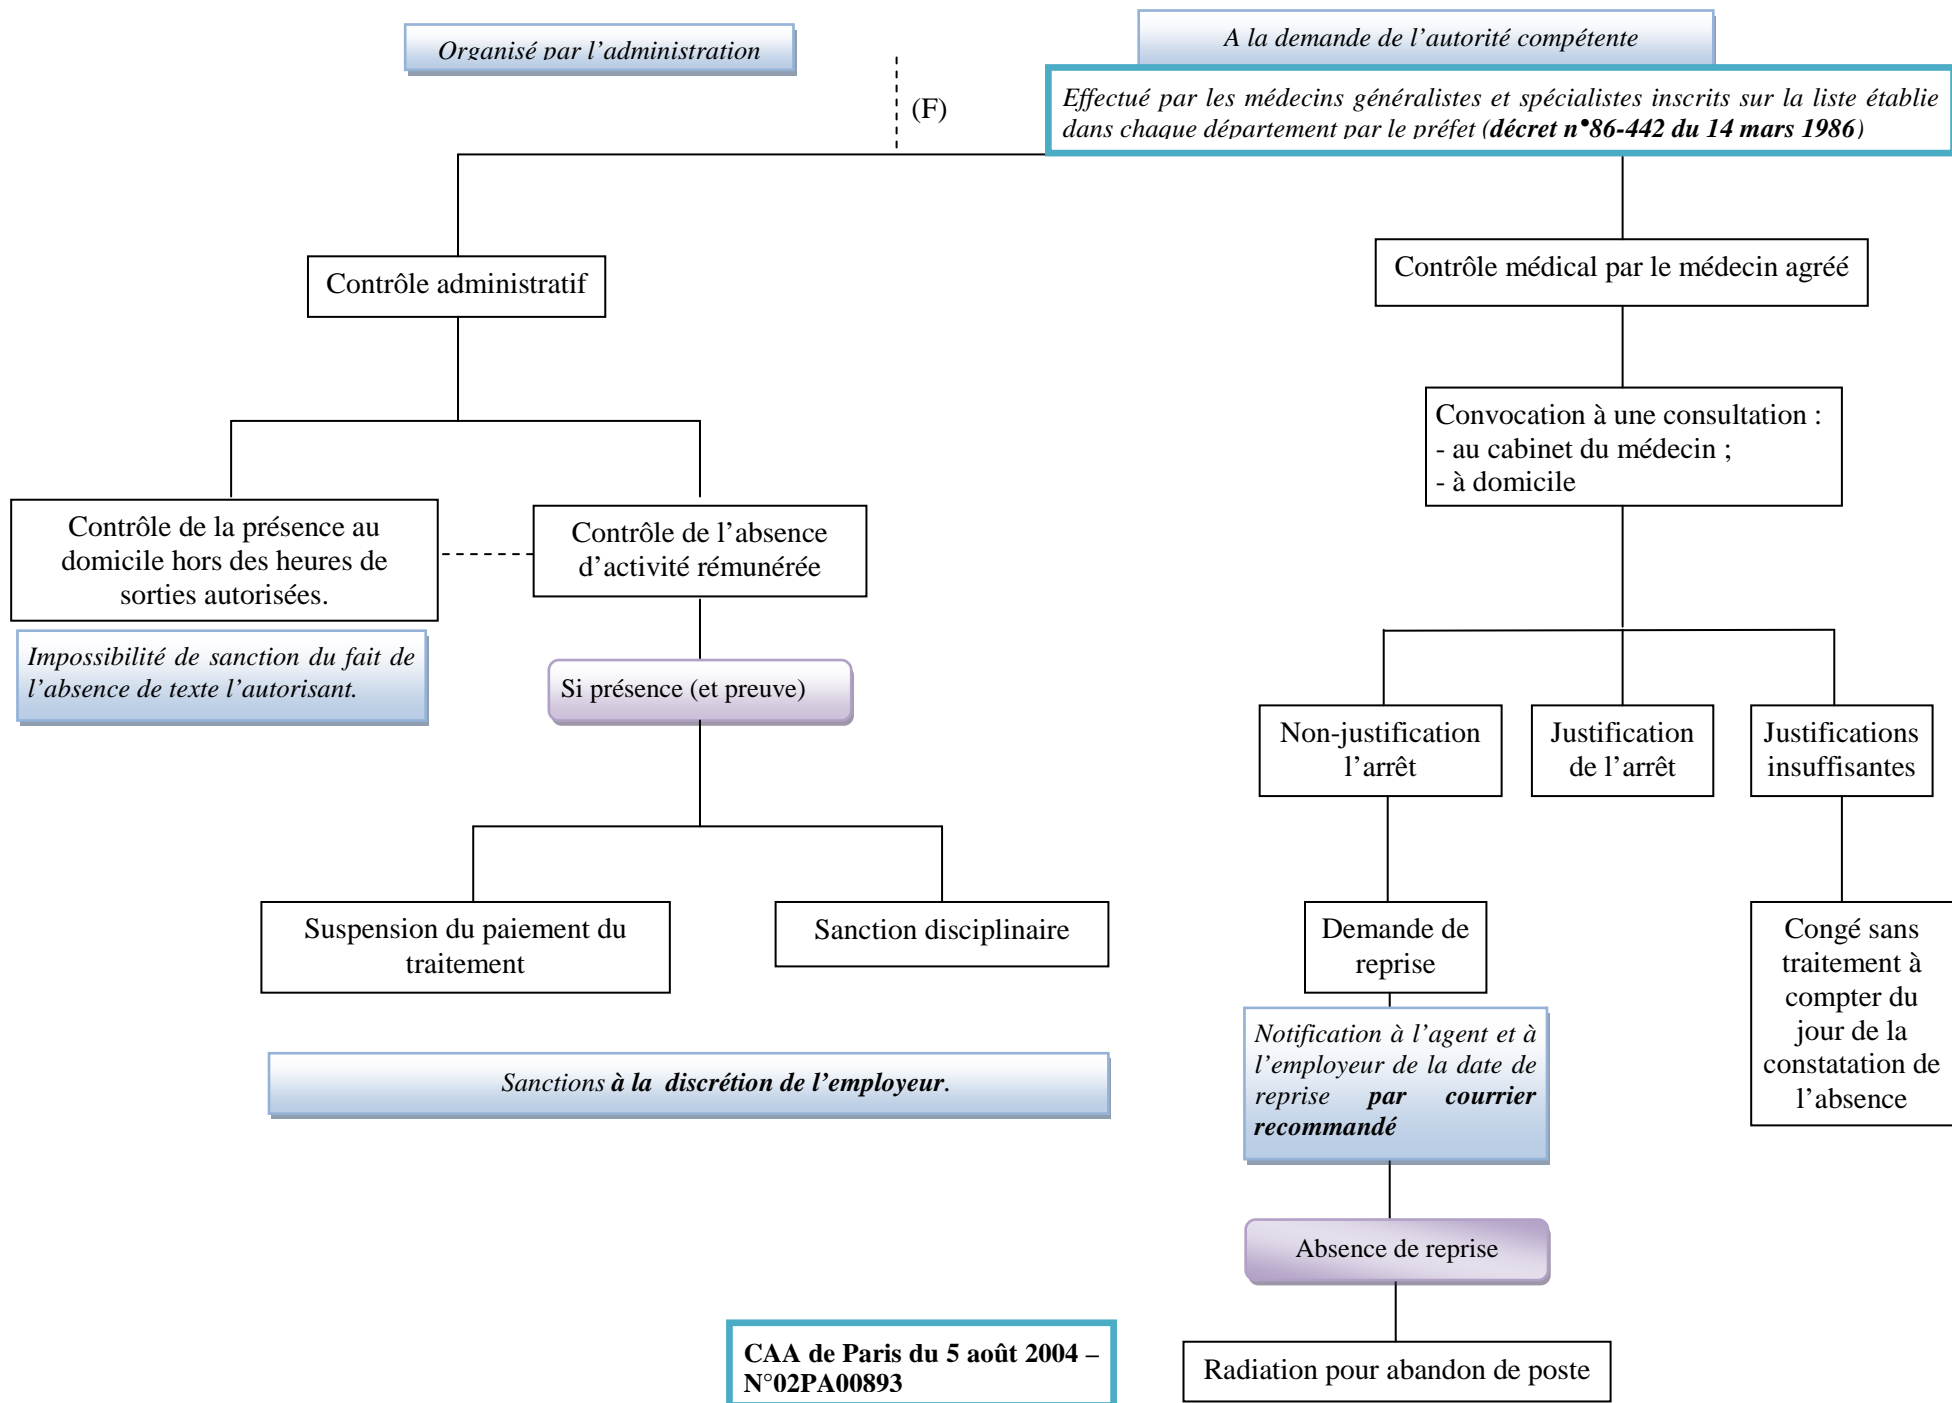 Organisé par l’administration
A la demande de l’autorité compétente
(F)
Effectué par les médecins généralistes et spécialistes inscrits sur la liste établie
dans chaque département par le préfet (décret n°86-442 du 14 mars 1986)
Contrôle administratif
Contrôle médical par le médecin agréé
Convocation à une consultation :
- au cabinet du médecin ;
- à domicile
Contrôle de la présence au
domicile hors des heures de
sorties autorisées.
Contrôle de l’absence
d’activité rémunérée
Impossibilité de sanction du fait de
l’absence de texte l’autorisant.
Si présence (et preuve)
Non-justification
l’arrêt
Justification
de l’arrêt
Justifications
insuffisantes
Suspension du paiement du
traitement
Sanction disciplinaire
Demande de
reprise
Congé sans
traitement à
compter du
jour de la
constatation de
l’absence
Sanctions à la discrétion de l’employeur.
Notification à l’agent et à
l’employeur de la date de
reprise par courrier
recommandé
Absence de reprise
CAA de Paris du 5 août 2004 –
N°02PA00893
Radiation pour abandon de poste